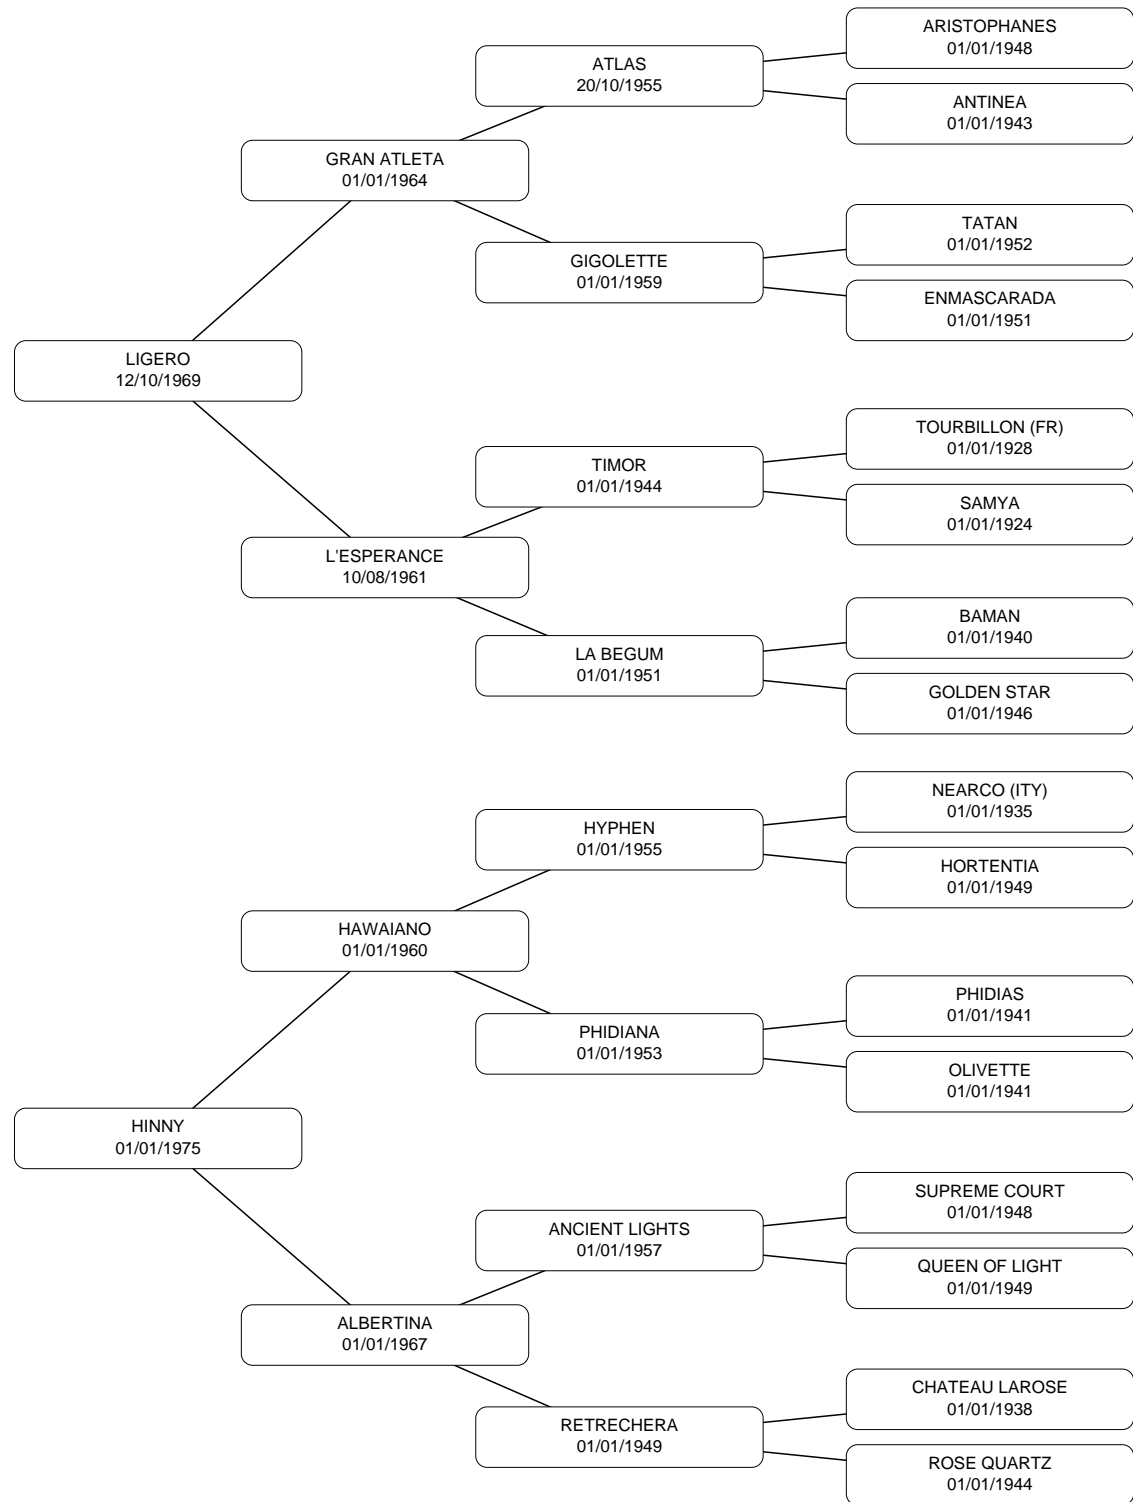 ARISTOPHANES
01/01/1948
ATLAS
20/10/1955
ANTINEA
01/01/1943
GRAN ATLETA
01/01/1964
TATAN
01/01/1952
GIGOLETTE
01/01/1959
ENMASCARADA
01/01/1951
LIGERO
12/10/1969
TOURBILLON (FR)
01/01/1928
TIMOR
01/01/1944
SAMYA
01/01/1924
L'ESPERANCE
10/08/1961
BAMAN
01/01/1940
LA BEGUM
01/01/1951
GOLDEN STAR
01/01/1946
NEARCO (ITY)
01/01/1935
HYPHEN
01/01/1955
HORTENTIA
01/01/1949
HAWAIANO
01/01/1960
PHIDIAS
01/01/1941
PHIDIANA
01/01/1953
OLIVETTE
01/01/1941
HINNY
01/01/1975
SUPREME COURT
01/01/1948
ANCIENT LIGHTS
01/01/1957
QUEEN OF LIGHT
01/01/1949
ALBERTINA
01/01/1967
CHATEAU LAROSE
01/01/1938
RETRECHERA
01/01/1949
ROSE QUARTZ
01/01/1944